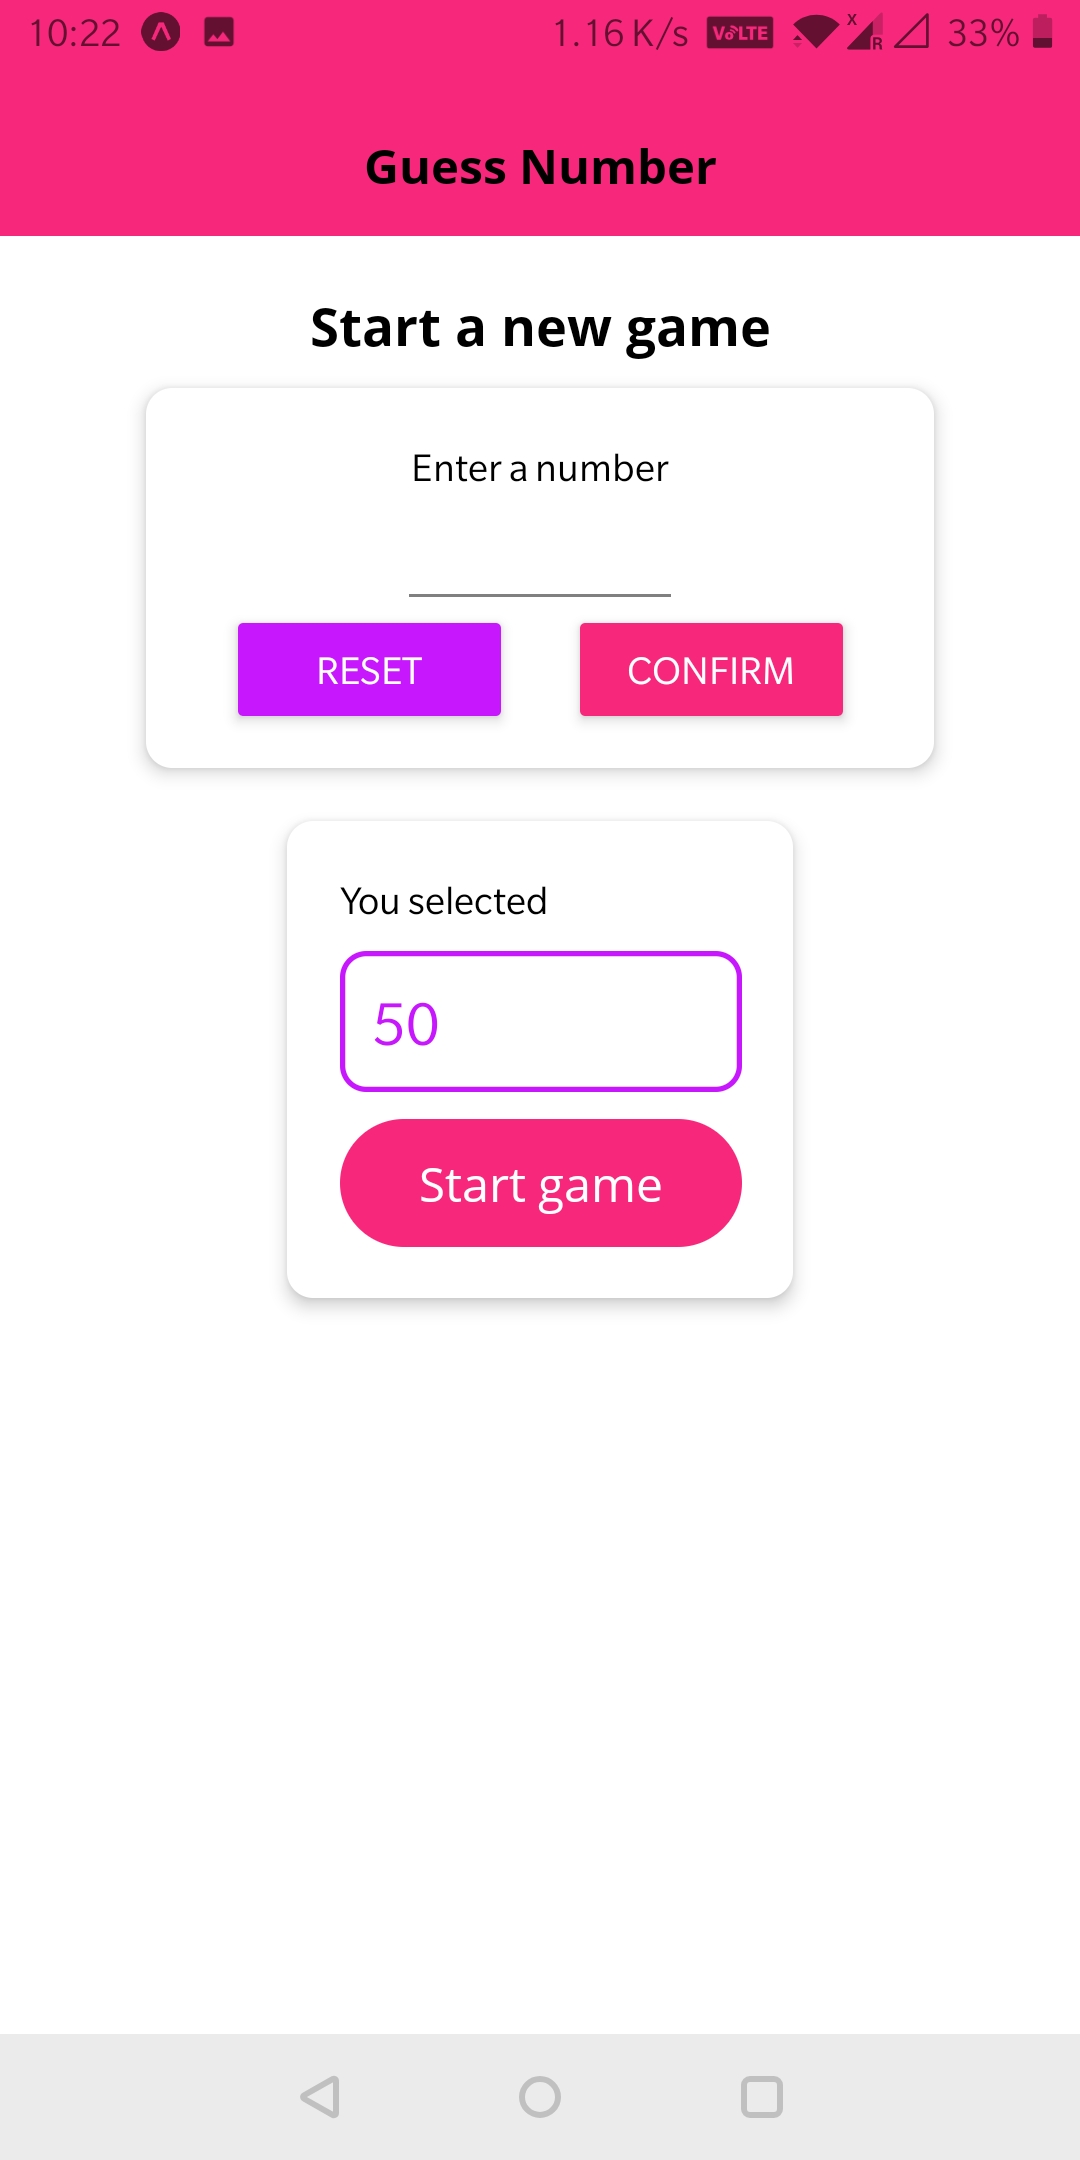 10:22 1.16 K/s VoLTE x R 33%
Guess Number
Start a new game
Enter a number
RESET CONFIRM
You selected
50
Start game